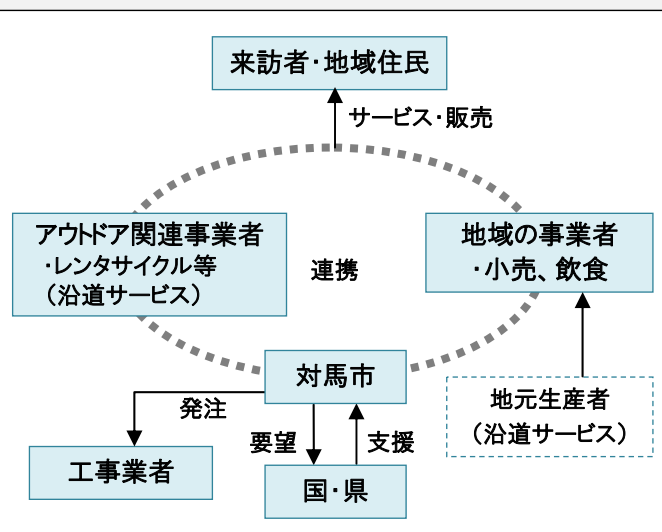 来訪者・地域住民
サービス・販売
アウトドア関連事業者
・レンタサイクル等
（沿道サービス）
連携
地域の事業者
・小売、飲食
対馬市
地元生産者
（沿道サービス）
発注
要望
支援
工事業者
国・県